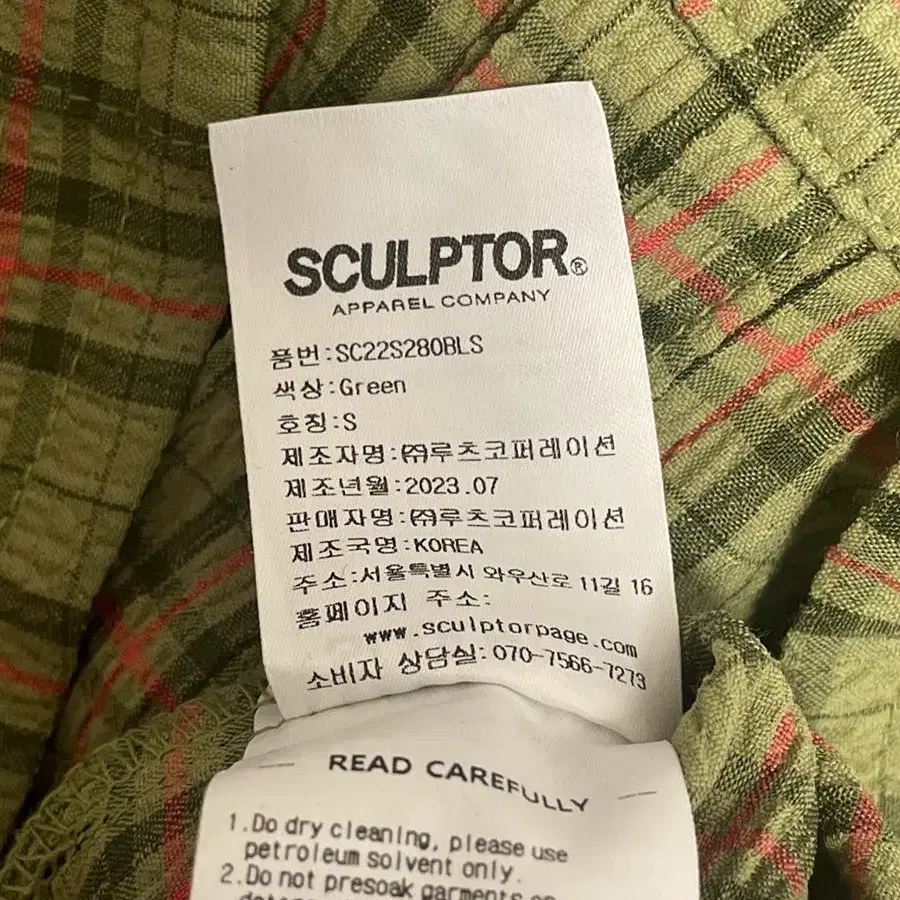 SCULPTOR®
APPAREL COMPANY
품번:SC22S280BLS
색상:Green
호칭:S
제조자명:㈜루츠코퍼레이션
제조년월:2023.07
판매자명:㈜루츠코퍼레이션
제조국명:KOREA
주소:서울특별시 와우산로 11길 16
홈페이지 주소:
www.sculptorpage.com
소비자 상담실:070-7566-7273
READ CAREFULLY
1.Do dry cleaning, please use
petroleum solvent only.
2.Do not presoak garments